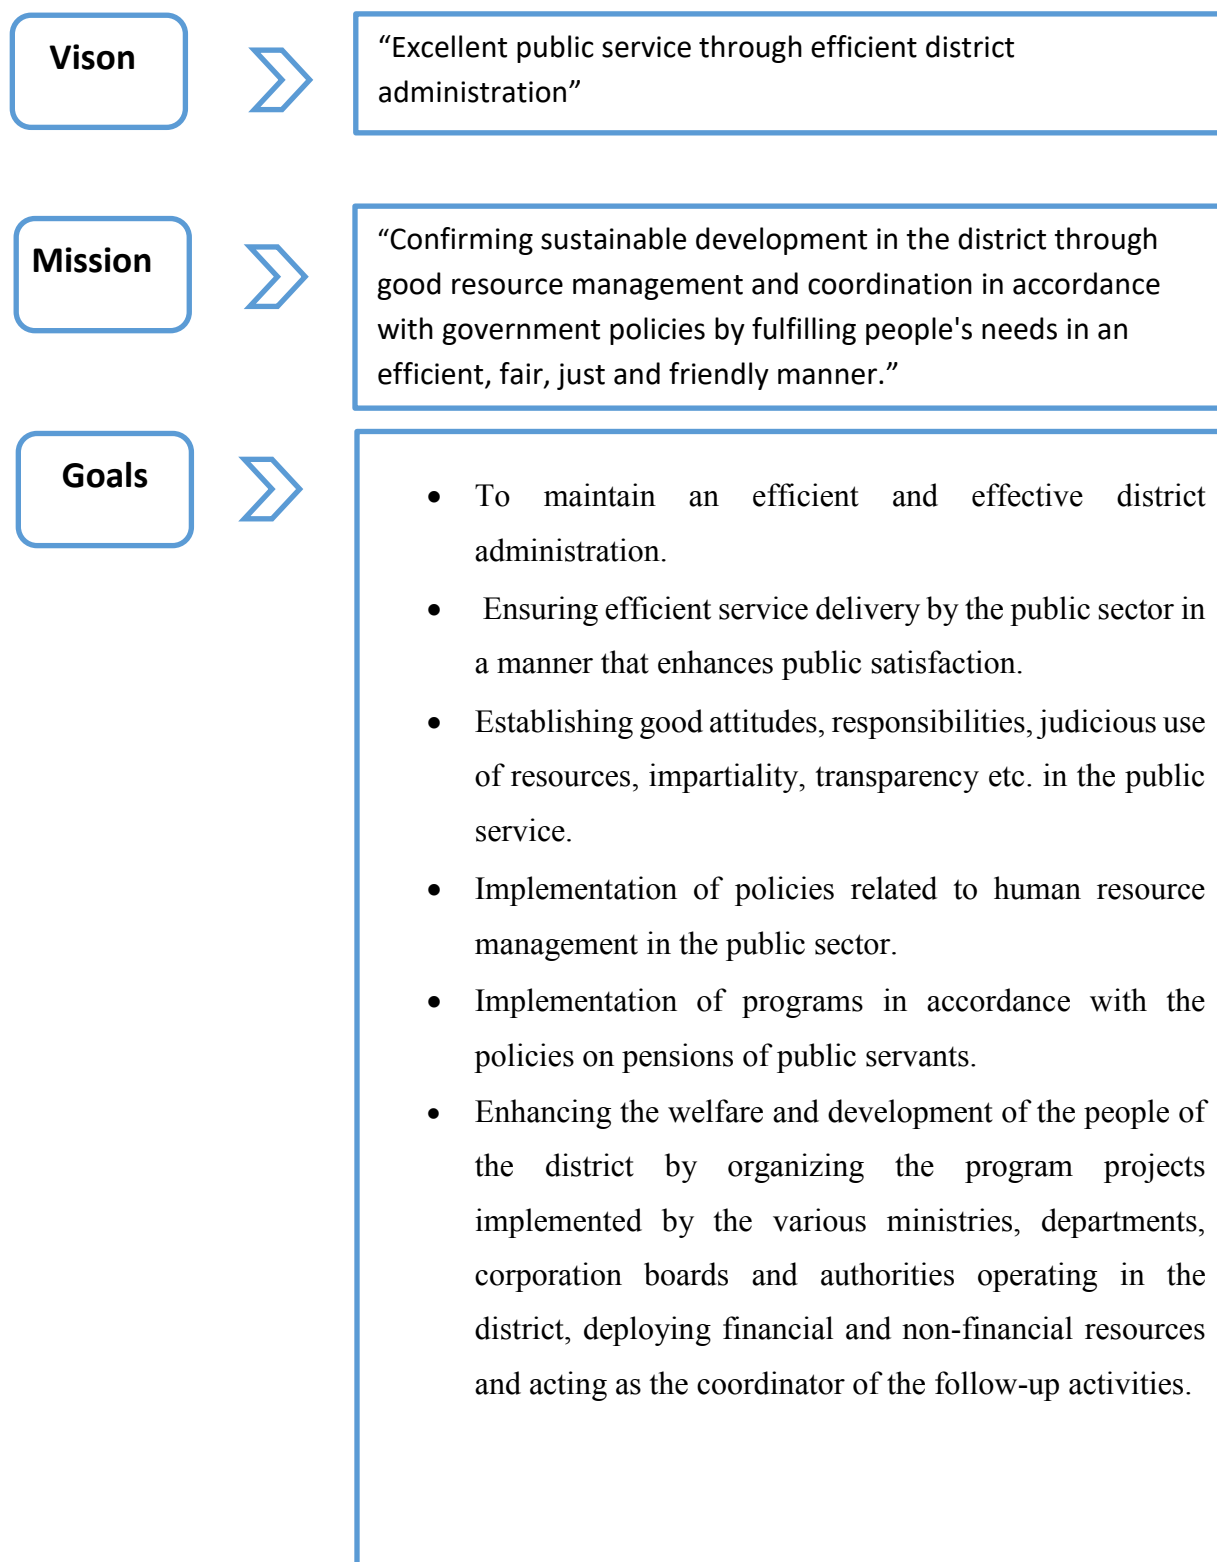 Vison
“Excellent public service through efficient district
administration”
Mission
“Confirming sustainable development in the district through
good resource management and coordination in accordance
with government policies by fulfilling people's needs in an
efficient, fair, just and friendly manner.”
Goals
• To maintain an efficient and effective district
administration.
• Ensuring efficient service delivery by the public sector in
a manner that enhances public satisfaction.
• Establishing good attitudes, responsibilities, judicious use
of resources, impartiality, transparency etc. in the public
service.
• Implementation of policies related to human resource
management in the public sector.
• Implementation of programs in accordance with the
policies on pensions of public servants.
• Enhancing the welfare and development of the people of
the district by organizing the program projects
implemented by the various ministries, departments,
corporation boards and authorities operating in the
district, deploying financial and non-financial resources
and acting as the coordinator of the follow-up activities.